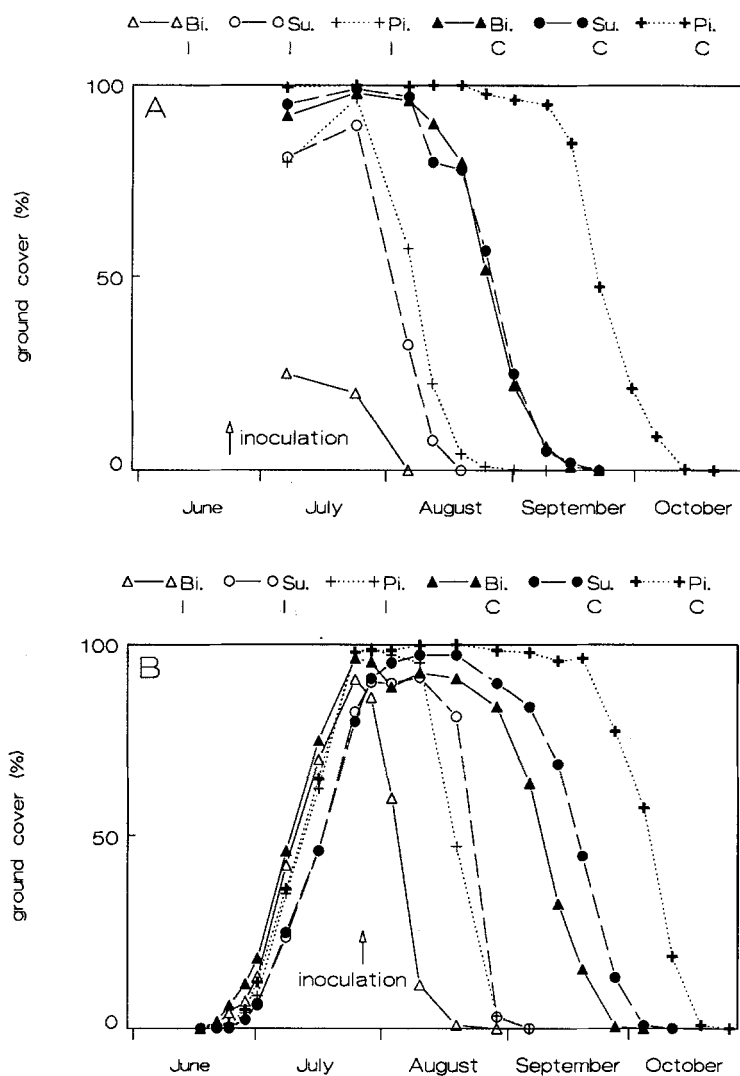 Bi. Su. Pi. Bi. Su. Pi.
I I I C C C
A
100
50
0
ground cover (%)
inoculation
June July August September October
Bi. Su. Pi. Bi. Su. Pi.
I I I C C C
B
100
50
0
ground cover (%)
inoculation
June July August September October